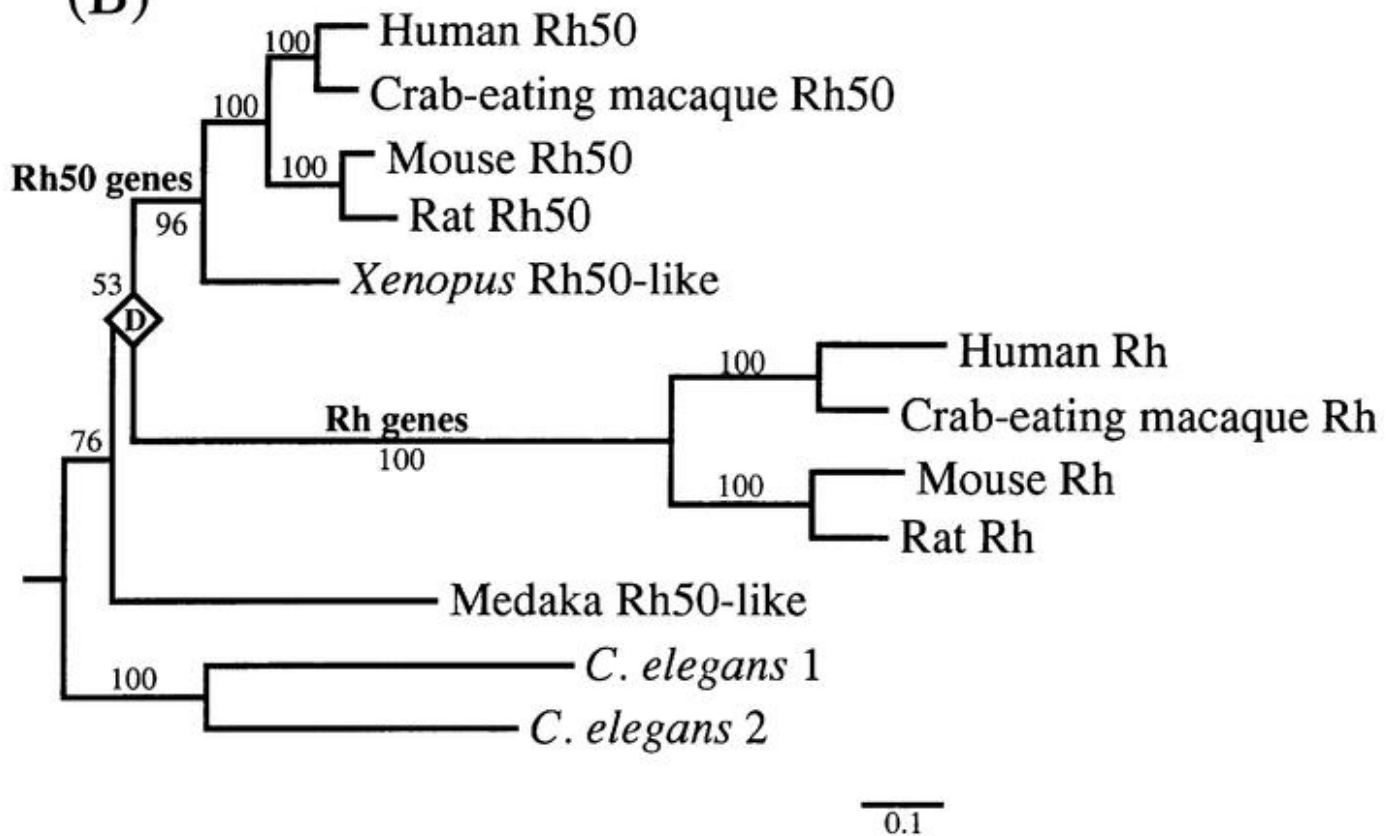 (B)
Human Rh50
100
Crab-eating macaque Rh50
100
Mouse Rh50
100
Rh50 genes
Rat Rh50
96
Xenopus Rh50-like
53
D
Human Rh
100
Crab-eating macaque Rh
Rh genes
76
100
Mouse Rh
100
Rat Rh
Medaka Rh50-like
C. elegans 1
100
C. elegans 2
0.1